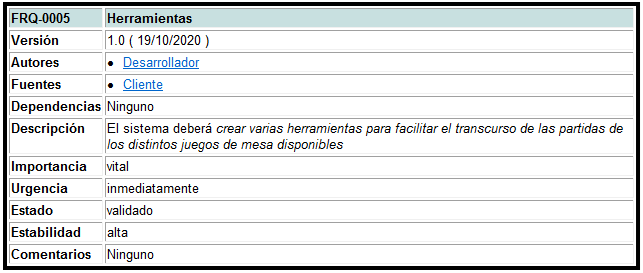 FRQ-0005 Herramientas
Versión 1.0 ( 19/10/2020 )
Autores • Desarrollador
Fuentes • Cliente
Dependencias Ninguno
Descripción El sistema deberá crear varias herramientas para facilitar el transcurso de las partidas de
los distintos juegos de mesa disponibles
Importancia vital
Urgencia inmediatamente
Estado validado
Estabilidad alta
Comentarios Ninguno